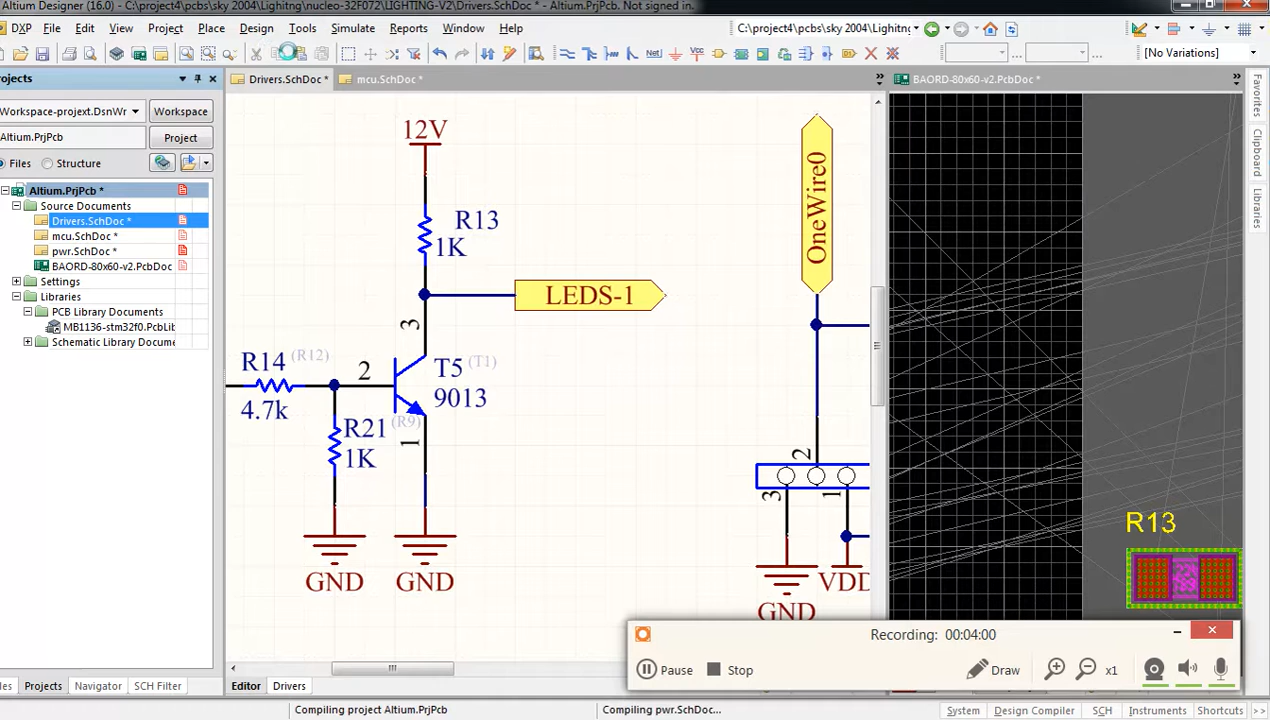 Altium Designer (16.0) - C:\project4\pcbs\sky 2004\Lighitng\nucleo-32F072\LIGHTING-V2\Drivers.SchDoc * - Altium.PrjPcb. Not signed in.
DXP File Edit View Project Place Design Tools Simulate Reports Window Help C:\project4\pcbs\sky 2004\Lighitng
[No Variations]
Projects
Drivers.SchDoc *
mcu.SchDoc *
BAORD-80x60-v2.PcbDoc *
Workspace-projekt.DsnWr
Workspace
Altium.PrjPcb
Project
Files Structure
Altium.PrjPcb *
Source Documents
Drivers.SchDoc *
mcu.SchDoc *
pwr.SchDoc *
BAORD-80x60-v2.PcbDoc
Settings
Libraries
PCB Library Documents
MB1136-stm32f0.PcbLib
Schematic Library Docume
12V
R13
1K
LEDS-1
3
R14 (R12)
4.7k
2
T5 (T1)
9013
R21 (R9)
1K
1
GND
GND
OneWire0
2
3
1
GND
VDD
R13
Favorites
Clipboard
Libraries
Recording: 00:04:00
Pause
Stop
Draw
x1
Projects
Navigator
SCH Filter
Editor
Drivers
Compiling project Altium.PrjPcb
Compiling pwr.SchDoc...
System
Design Compiler
SCH
Instruments
Shortcuts
>>